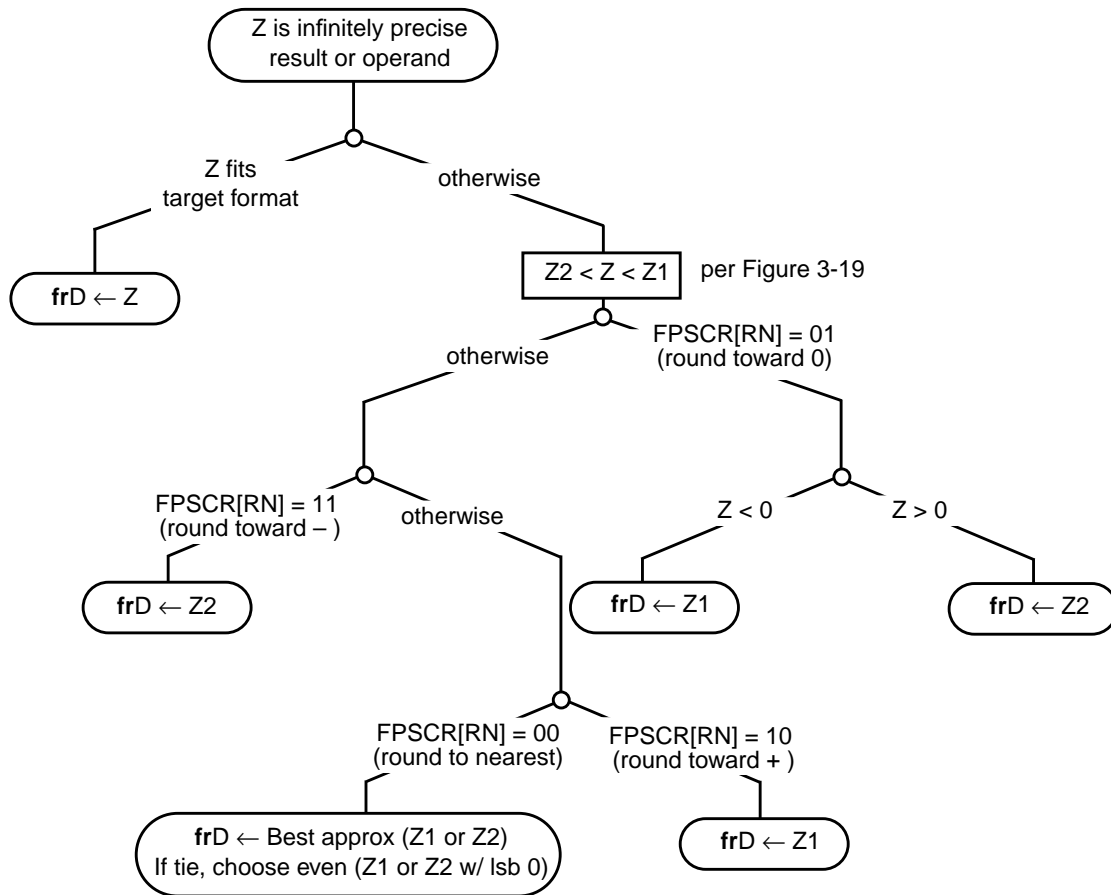 Z is infinitely precise
result or operand
Z fits
target format
otherwise
Z2 < Z < Z1
per Figure 3-19
frD ← Z
otherwise
FPSCR[RN] = 01
(round toward 0)
FPSCR[RN] = 11
(round toward – )
otherwise
Z < 0
Z > 0
frD ← Z2
frD ← Z1
frD ← Z2
FPSCR[RN] = 00
(round to nearest)
FPSCR[RN] = 10
(round toward + )
frD ← Best approx (Z1 or Z2)
If tie, choose even (Z1 or Z2 w/ lsb 0)
frD ← Z1